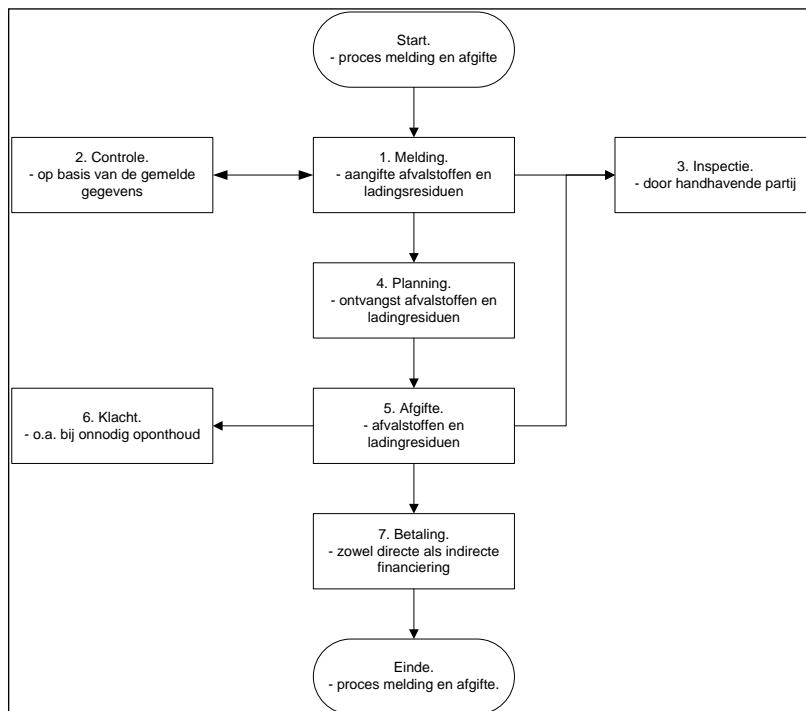 Start.
- proces melding en afgifte
2. Controle.
- op basis van de gemelde
gegevens
1. Melding.
- aangifte afvalstoffen en
ladingsresiduen
3. Inspectie.
- door handhavende partij
4. Planning.
- ontvangst afvalstoffen en
ladingresiduen
6. Klacht.
- o.a. bij onnodig oponthoud
5. Afgifte.
- afvalstoffen en
ladingresiduen
7. Betaling.
- zowel directe als indirecte
financiering
Einde.
- proces melding en afgifte.